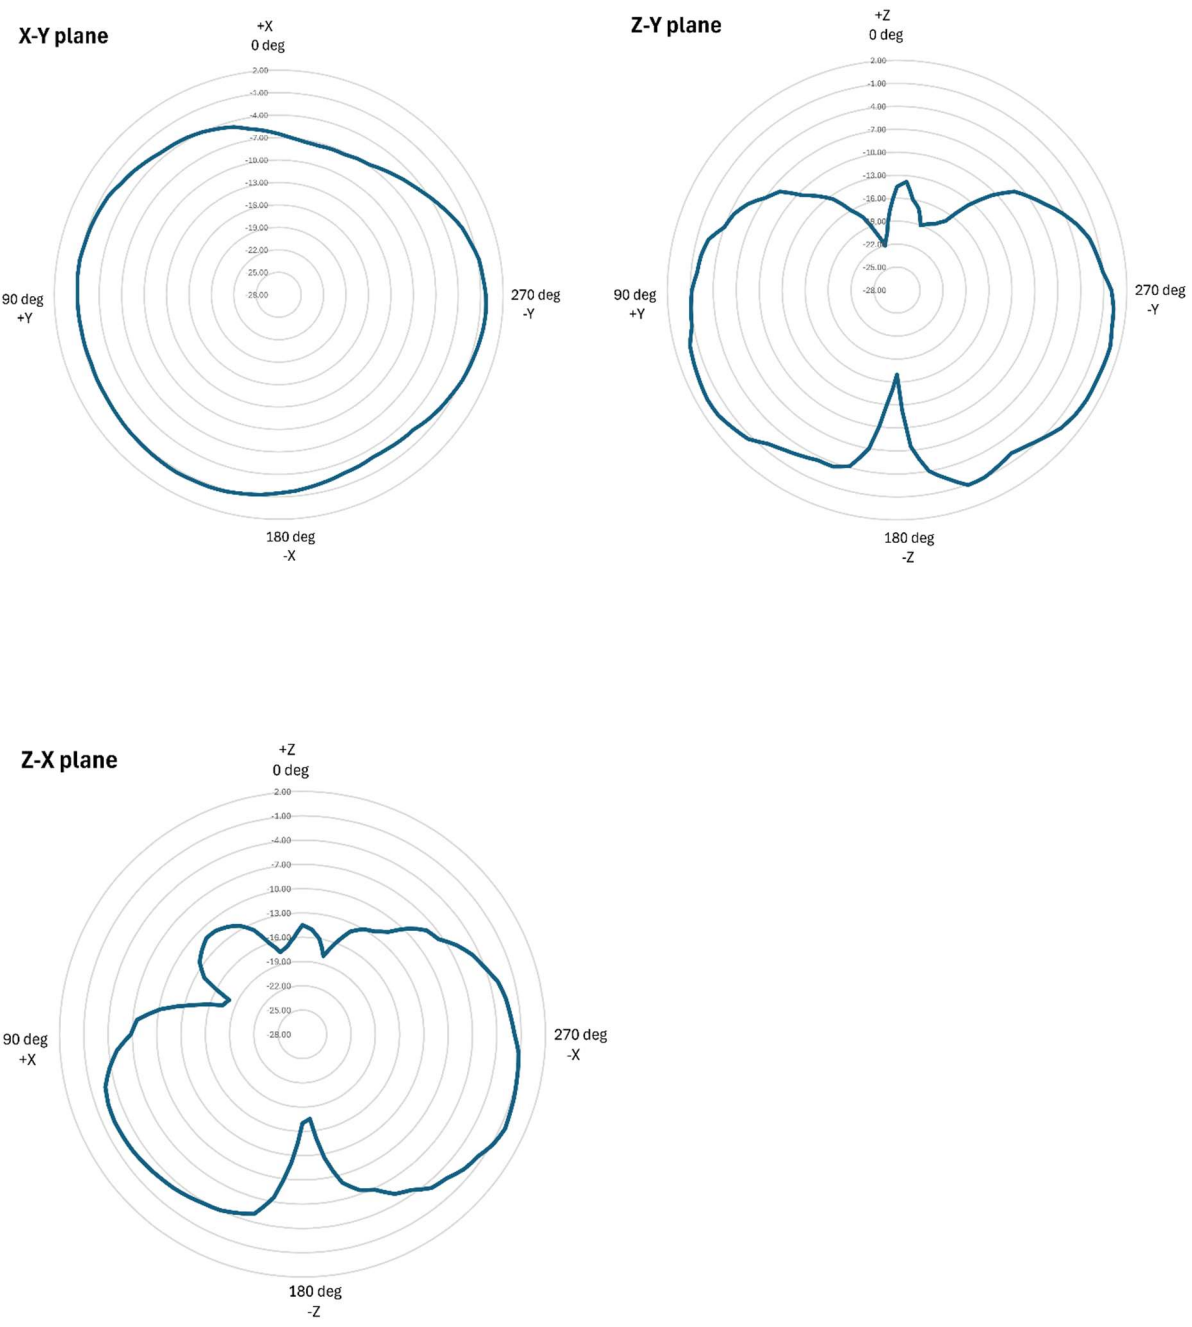 X-Y plane
+X
0 deg
2.00
-1.00
-4.00
-7.00
-10.00
-13.00
-15.00
-19.00
-22.00
25.00
-28.00
90 deg
+Y
270 deg
-Y
180 deg
-X
Z-Y plane
+Z
0 deg
2.00
-1.00
-4.00
-7.00
-10.00
-13.00
-16.00
-19.00
-22.00
-25.00
-28.00
90 deg
+Y
270 deg
-Y
180 deg
-Z
Z-X plane
+Z
0 deg
2.00
-1.00
-4.00
-7.00
10.00
-13.00
-16.00
-19.00
-22.00
25.00
-28.00
90 deg
+X
270 deg
-X
180 deg
-Z